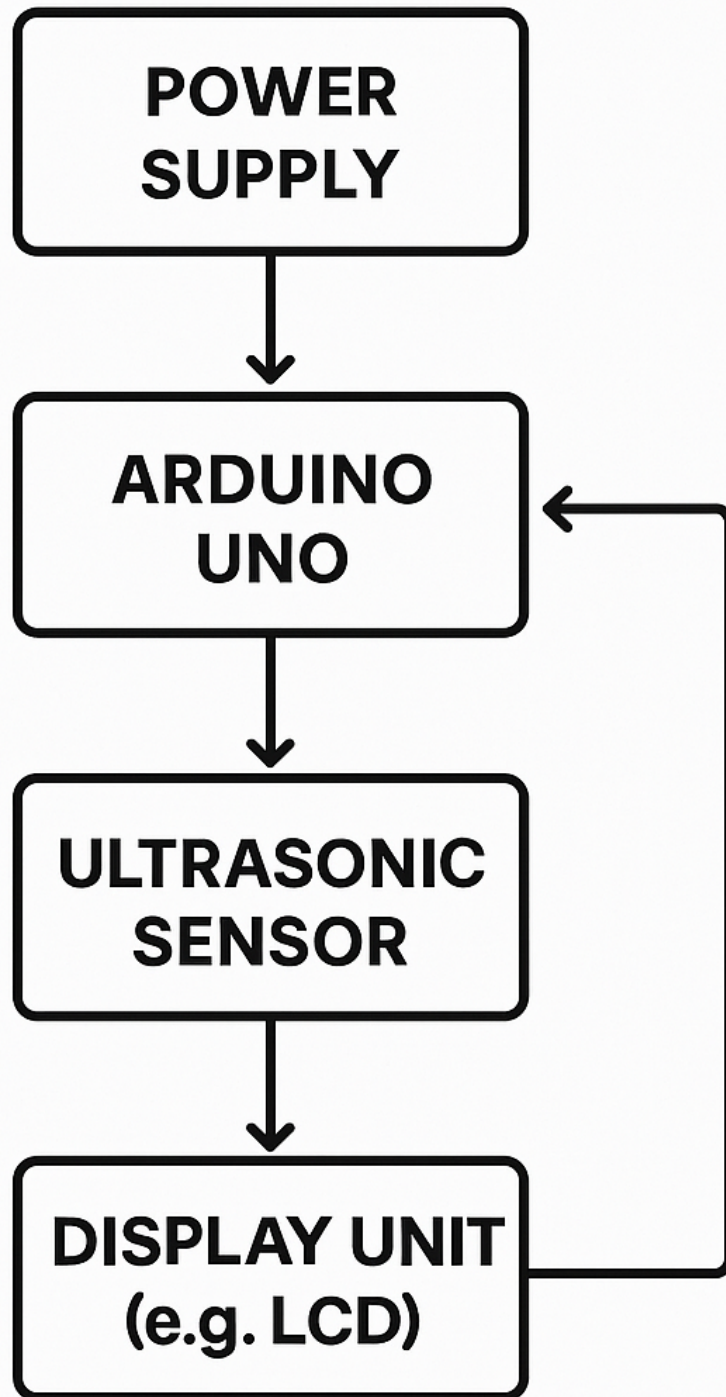 POWER
SUPPLY
ARDUINO
UNO
ULTRASONIC
SENSOR
DISPLAY UNIT
(e.g. LCD)